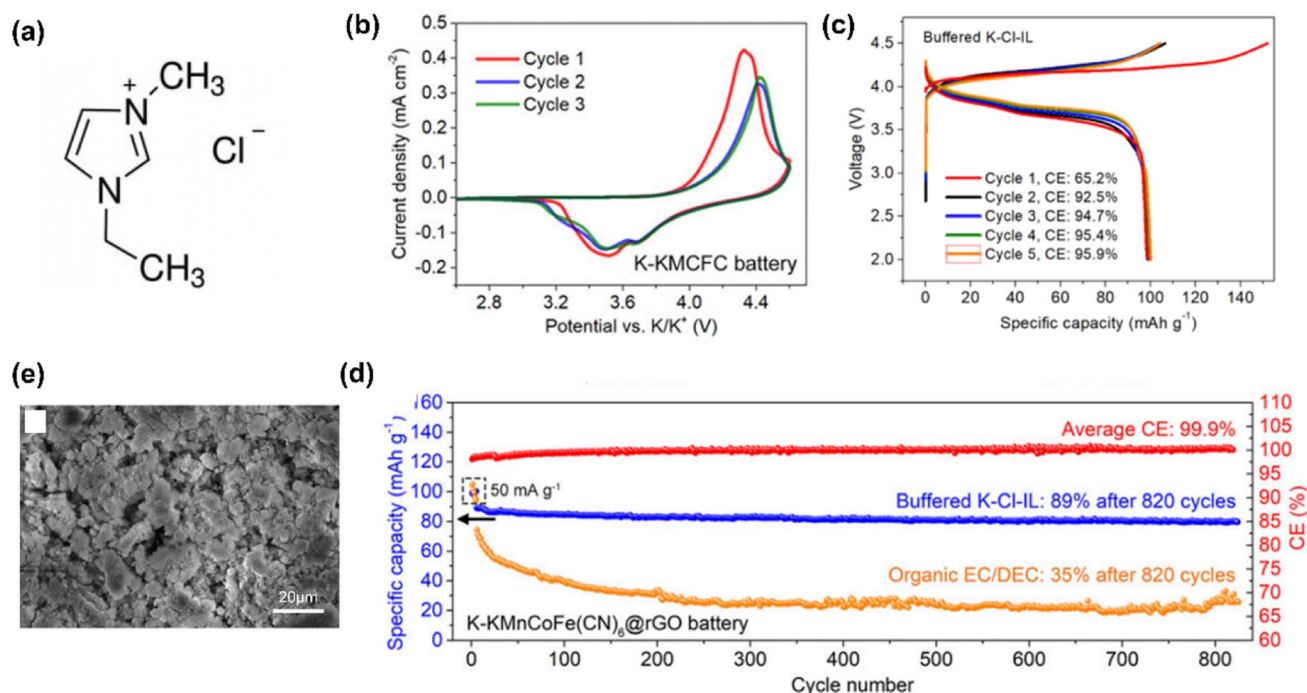 (a)
CH3
N
+
N
Cl −
CH3
(b)
Current density (mA cm-2)
0.5
0.4
0.3
0.2
0.1
0.0
-0.1
-0.2
Cycle 1
Cycle 2
Cycle 3
K-KMCFC battery
2.8 3.2 3.6 4.0 4.4
Potential vs. K/K+ (V)
(c)
Voltage (V)
4.5
4.0
3.5
3.0
2.5
2.0
Buffered K-Cl-IL
Cycle 1, CE: 65.2%
Cycle 2, CE: 92.5%
Cycle 3, CE: 94.7%
Cycle 4, CE: 95.4%
Cycle 5, CE: 95.9%
0 20 40 60 80 100 120 140
Specific capacity (mAh g-1)
(e)
20μm
(d)
Specific capacity (mAh g-1)
160
140
120
100
80
60
40
20
0
50 mA g-1
Average CE: 99.9%
Buffered K-Cl-IL: 89% after 820 cycles
Organic EC/DEC: 35% after 820 cycles
K-KMnCoFe(CN)6@rGO battery
110
105
100
95
90
85
80
75
70
65
60
CE (%)
0 100 200 300 400 500 600 700 800
Cycle number